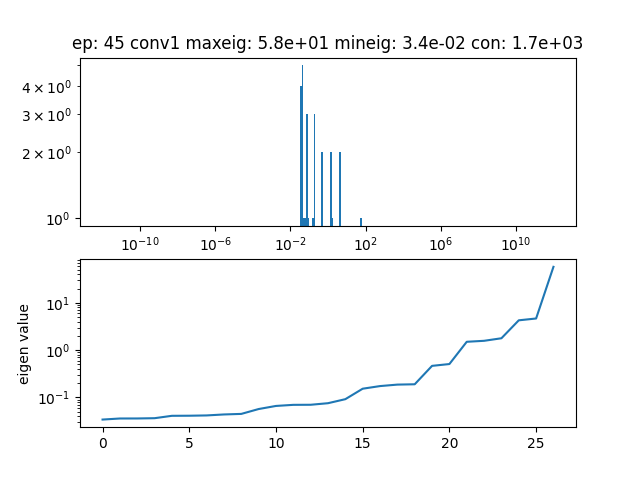 ep: 45 conv1 maxeig: 5.8e+01 mineig: 3.4e-02 con: 1.7e+03
4 × 10⁰
3 × 10⁰
2 × 10⁰
10⁰
10⁻¹⁰ 10⁻⁶ 10⁻² 10² 10⁶ 10¹⁰
eigen value
10¹
10⁰
10⁻¹
0 5 10 15 20 25